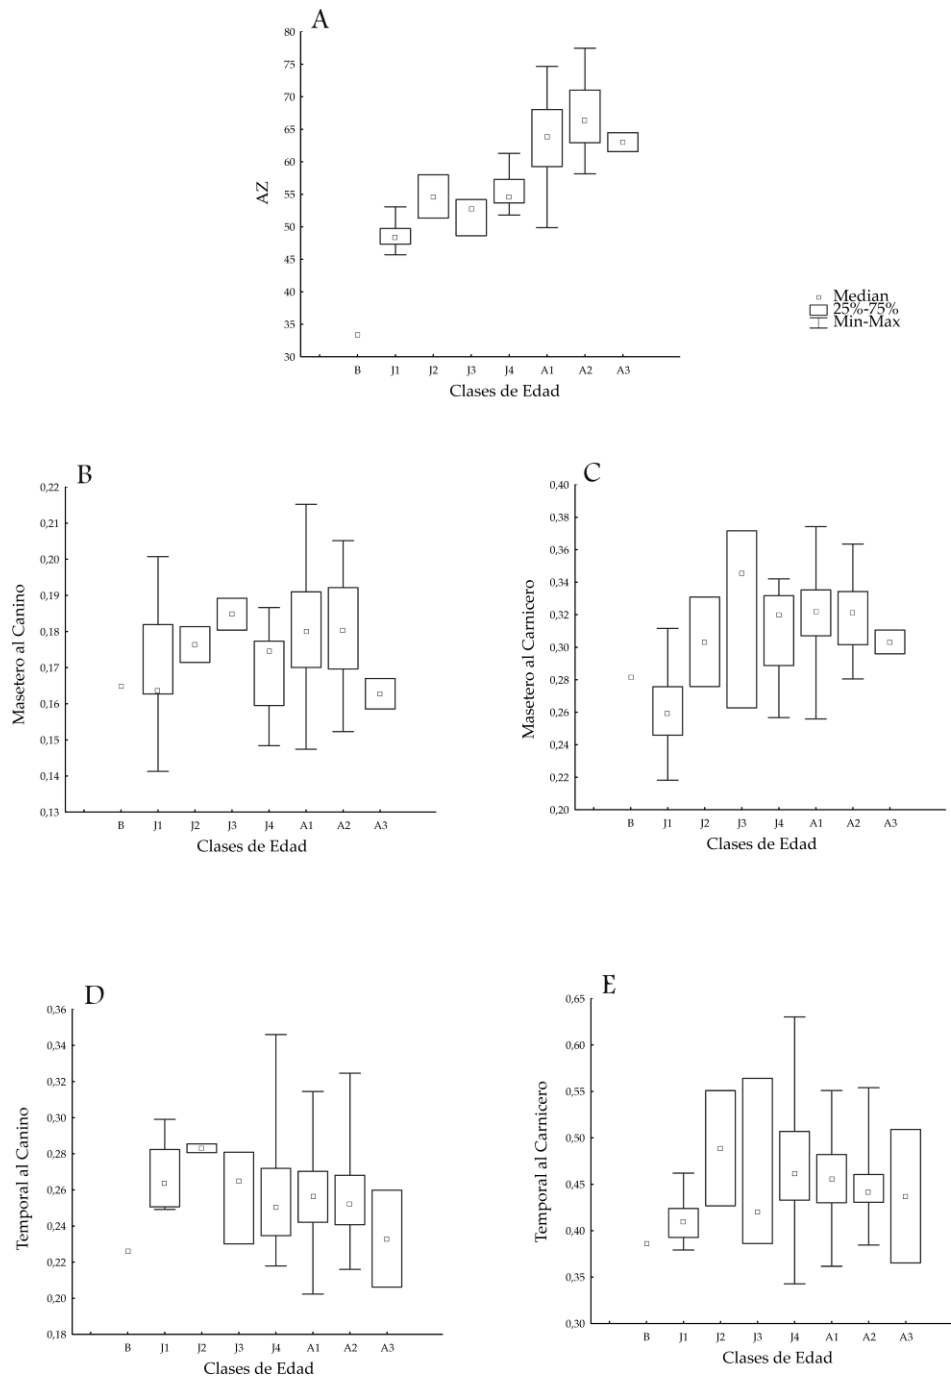 A
80
75
70
65
60
55
50
45
40
35
30
AZ
B J1 J2 J3 J4 A1 A2 A3
Clases de Edad
Median
25%-75%
Min-Max
B
0,22
0,21
0,20
0,19
0,18
0,17
0,16
0,15
0,14
0,13
Masetero al Canino
B J1 J2 J3 J4 A1 A2 A3
Clases de Edad
C
0,40
0,38
0,36
0,34
0,32
0,30
0,28
0,26
0,24
0,22
0,20
Masetero al Carnicero
B J1 J2 J3 J4 A1 A2 A3
Clases de Edad
D
0,36
0,34
0,32
0,30
0,28
0,26
0,24
0,22
0,20
0,18
Temporal al Canino
B J1 J2 J3 J4 A1 A2 A3
Clases de Edad
E
0,65
0,60
0,55
0,50
0,45
0,40
0,35
0,30
Temporal al Carnicero
B J1 J2 J3 J4 A1 A2 A3
Clases de Edad